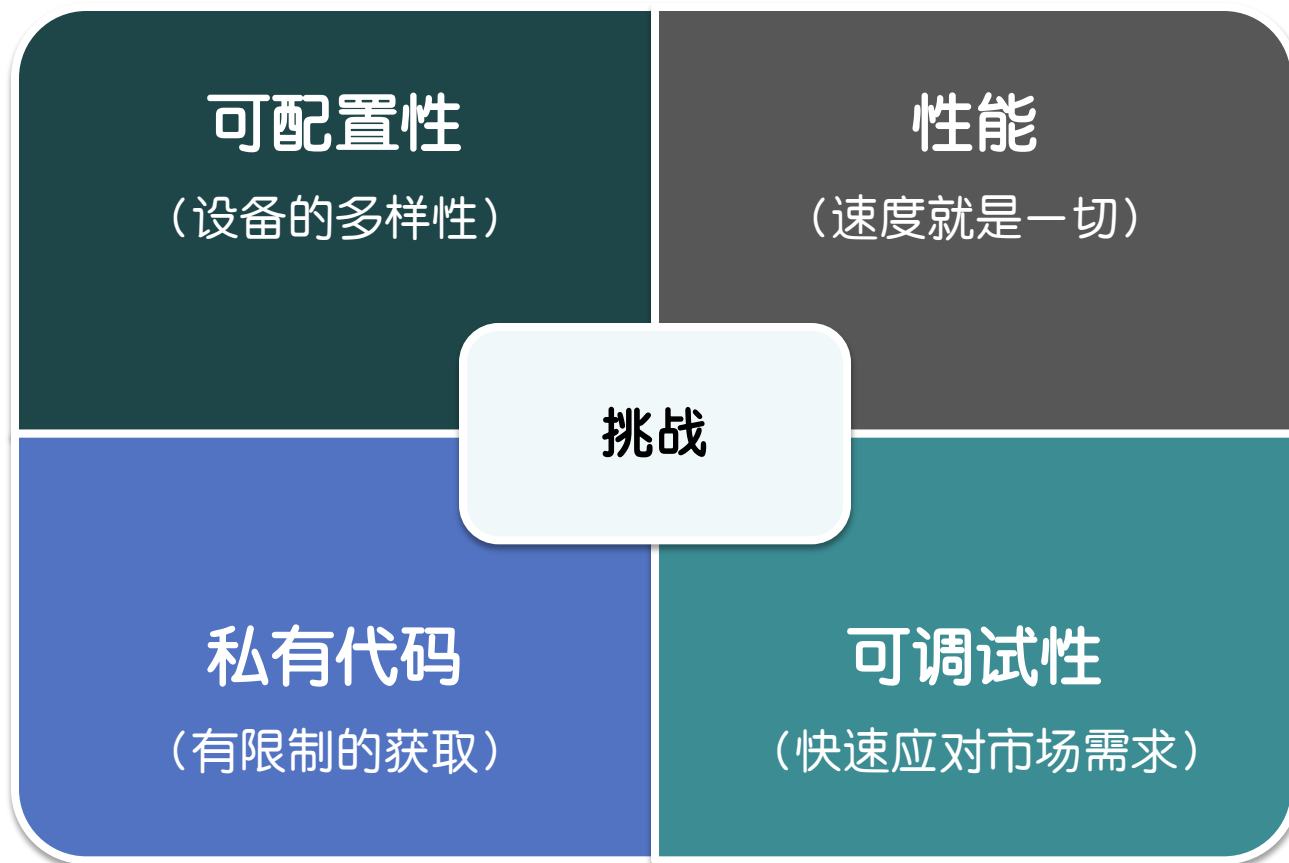 可配置性
（设备的多样性）
性能
（速度就是一切）
挑战
私有代码
（有限制的获取）
可调试性
（快速应对市场需求）